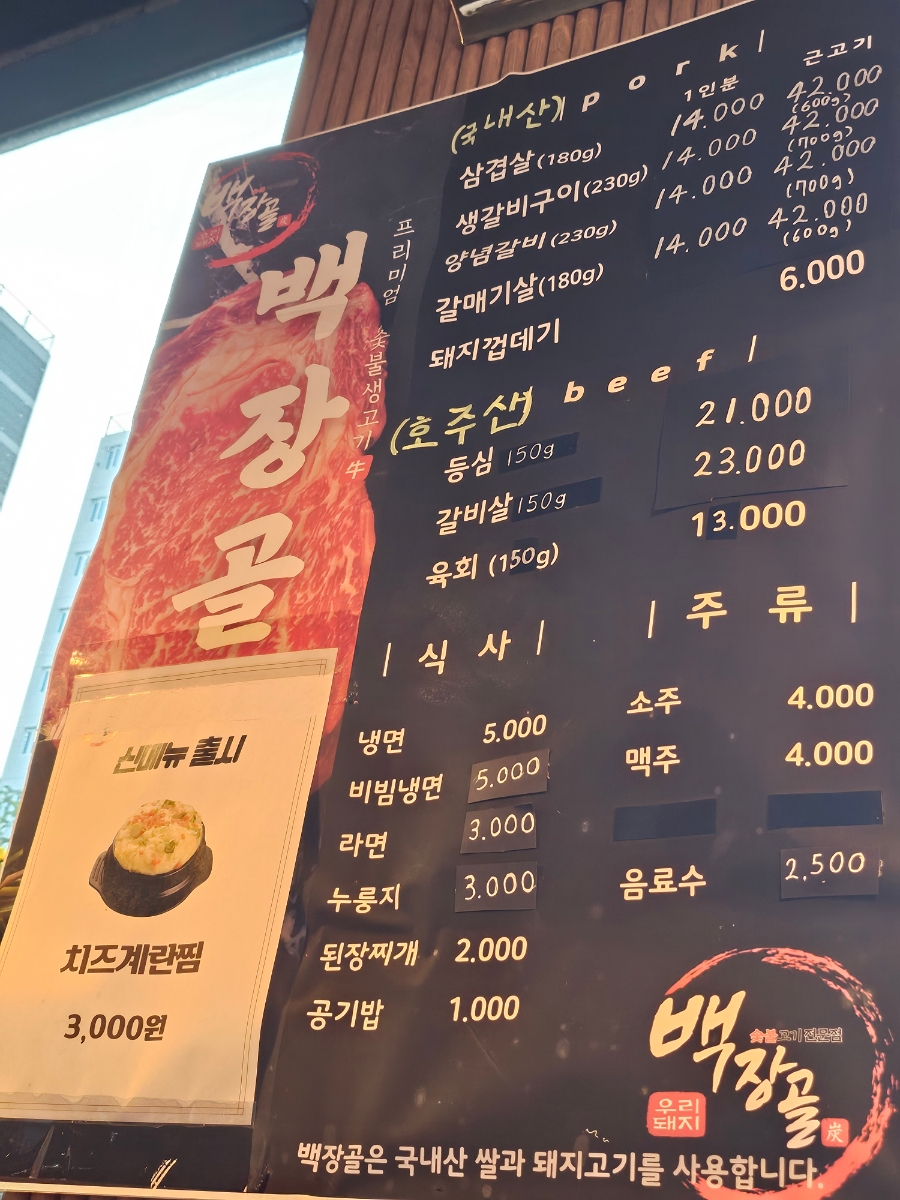 백장골
백장골
프리미엄 숯불생고기 牛
(국내산) pork |
1인분 근고기
삼겹살(180g) 14.000 42.000
(600g)
생갈비구이(230g) 14.000 42.000
(700g)
양념갈비(230g) 14.000 42.000
(700g)
갈매기살(180g) 14.000 42.000
(600g)
돼지껍데기 6.000
(호주산) beef |
등심 150g 21.000
갈비살 150g 23.000
육회 (150g) 13.000
| 식 사 |
냉면 5.000
비빔냉면 5.000
라면 3.000
누룽지 3.000
된장찌개 2.000
공기밥 1.000
| 주 류 |
소주 4.000
맥주 4.000
음료수 2,500
신메뉴 출시
치즈계란찜
3,000원
백장골
숯불고기전문점
우리
돼지
炭
백장골은 국내산 쌀과 돼지고기를 사용합니다.